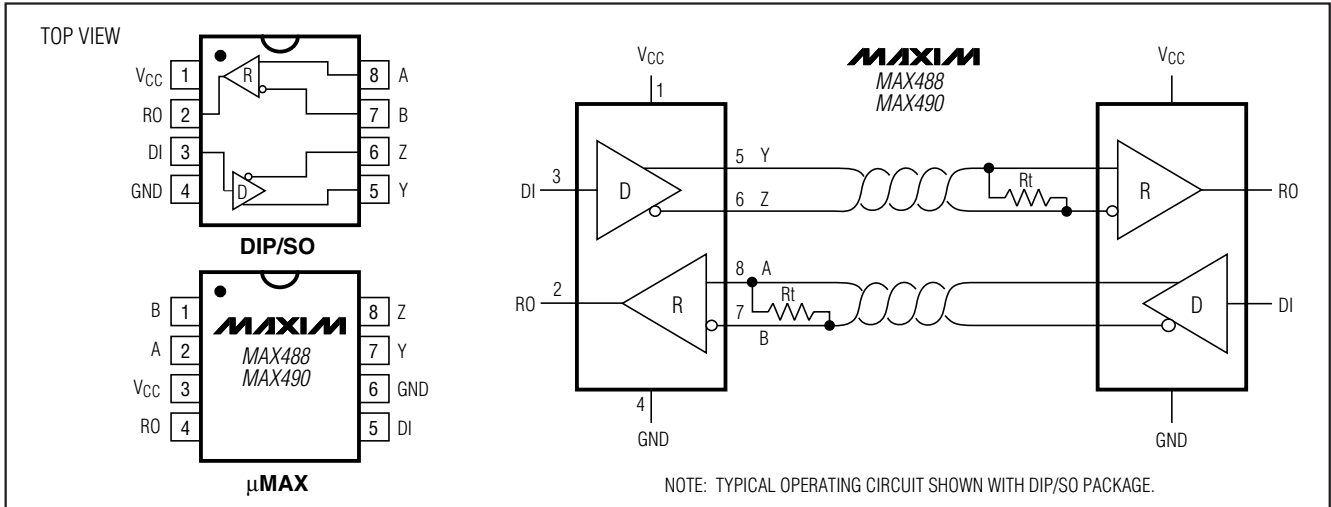 TOP VIEW
VCC 1
RO 2
DI 3
GND 4
8 A
7 B
6 Z
5 Y
R
D
DIP/SO
B 1
A 2
VCC 3
RO 4
8 Z
7 Y
6 GND
5 DI
MAXIM
MAX488
MAX490
µMAX
MAXIM
MAX488
MAX490
VCC
1
VCC
DI 3
D
5 Y
6 Z
Rt
R
RO
RO 2
R
8 A
7
B
Rt
D
DI
4
GND
GND
NOTE: TYPICAL OPERATING CIRCUIT SHOWN WITH DIP/SO PACKAGE.